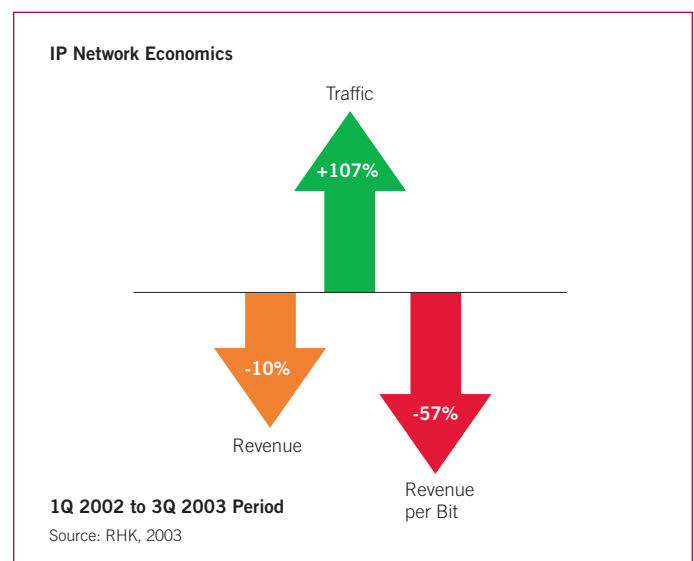 IP Network Economics
Traffic
+107%
-10%
-57%
Revenue
Revenue
per Bit
1Q 2002 to 3Q 2003 Period
Source: RHK, 2003